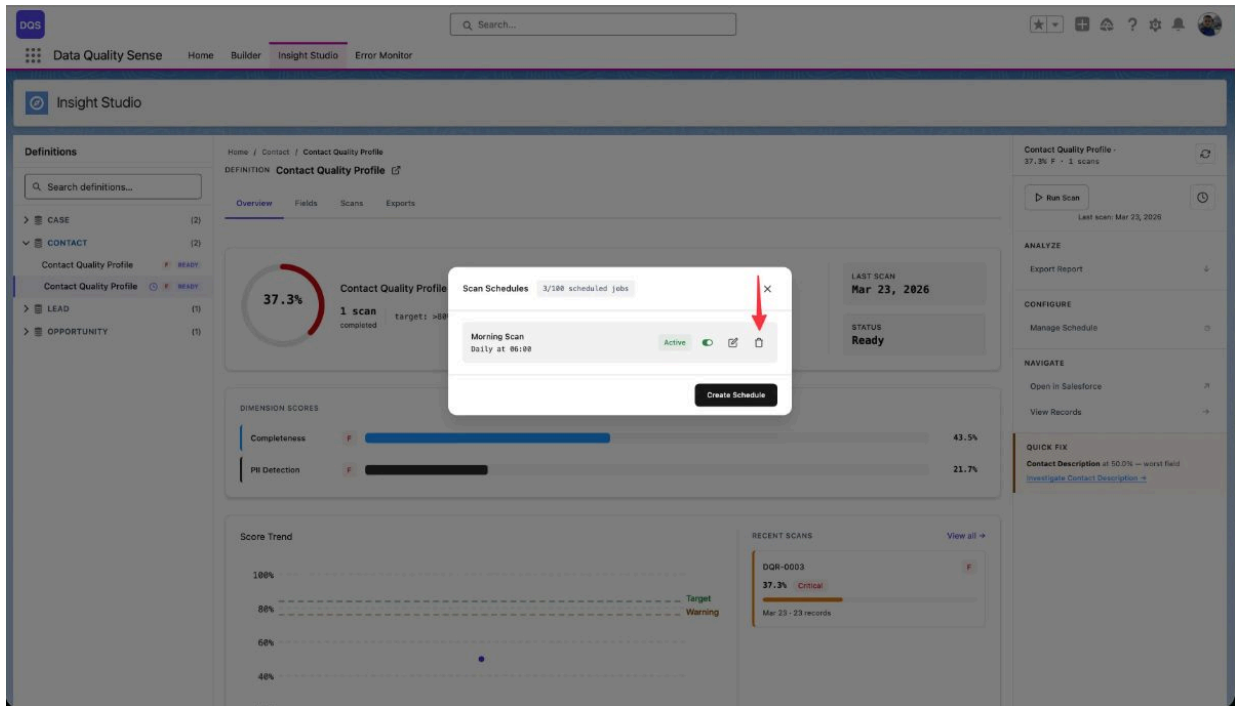 DQS
Search...
Data Quality Sense
Home
Builder
Insight Studio
Error Monitor
Insight Studio
Definitions
Search definitions...
CASE (2)
CONTACT (2)
Contact Quality Profile F READY
Contact Quality Profile F READY
LEAD (1)
OPPORTUNITY (1)
Home / Contact / Contact Quality Profile
DEFINITION Contact Quality Profile
Overview Fields Scans Exports
37.3%
Contact Quality Profile
1 scan
completed
target: >80%
LAST SCAN
Mar 23, 2026
STATUS
Ready
Scan Schedules 3/100 scheduled jobs
Morning Scan
Daily at 06:00
Active
Create Schedule
DIMENSION SCORES
Completeness F 43.5%
PII Detection F 21.7%
Score Trend
100%
80%
60%
40%
Target
Warning
RECENT SCANS View all →
DQR-0003 F
37.3% Critical
Mar 23 · 23 records
Contact Quality Profile ·
37.3% F · 1 scans
Run Scan
Last scan: Mar 23, 2026
ANALYZE
Export Report
CONFIGURE
Manage Schedule
NAVIGATE
Open in Salesforce
View Records
QUICK FIX
Contact Description at 50.0% — worst field
Investigate Contact Description →